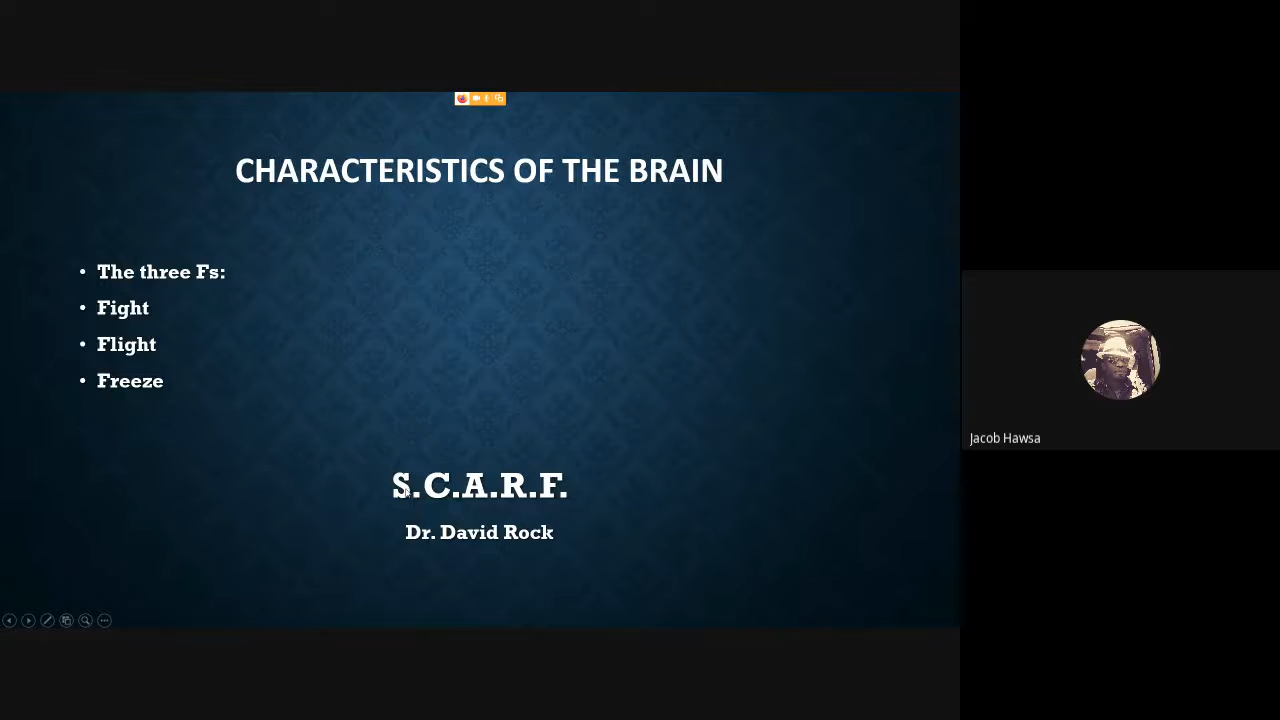 CHARACTERISTICS OF THE BRAIN
• The three Fs:
• Fight
• Flight
• Freeze
S.C.A.R.F.
Dr. David Rock
Jacob Hawsa